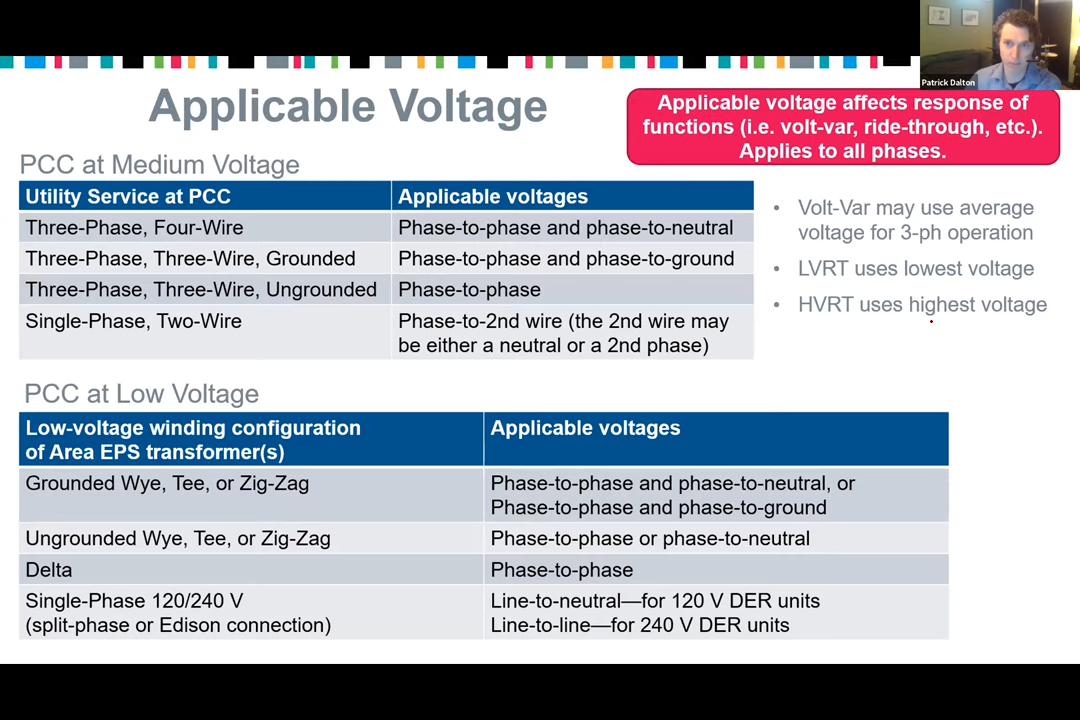 Patrick Dalton
Applicable Voltage
Applicable voltage affects response of
functions (i.e. volt-var, ride-through, etc.).
Applies to all phases.
PCC at Medium Voltage
Utility Service at PCC
Applicable voltages
Three-Phase, Four-Wire
Phase-to-phase and phase-to-neutral
Three-Phase, Three-Wire, Grounded
Phase-to-phase and phase-to-ground
Three-Phase, Three-Wire, Ungrounded
Phase-to-phase
Single-Phase, Two-Wire
Phase-to-2nd wire (the 2nd wire may
be either a neutral or a 2nd phase)
• Volt-Var may use average
voltage for 3-ph operation
• LVRT uses lowest voltage
• HVRT uses highest voltage
PCC at Low Voltage
Low-voltage winding configuration
of Area EPS transformer(s)
Applicable voltages
Grounded Wye, Tee, or Zig-Zag
Phase-to-phase and phase-to-neutral, or
Phase-to-phase and phase-to-ground
Ungrounded Wye, Tee, or Zig-Zag
Phase-to-phase or phase-to-neutral
Delta
Phase-to-phase
Single-Phase 120/240 V
(split-phase or Edison connection)
Line-to-neutral—for 120 V DER units
Line-to-line—for 240 V DER units